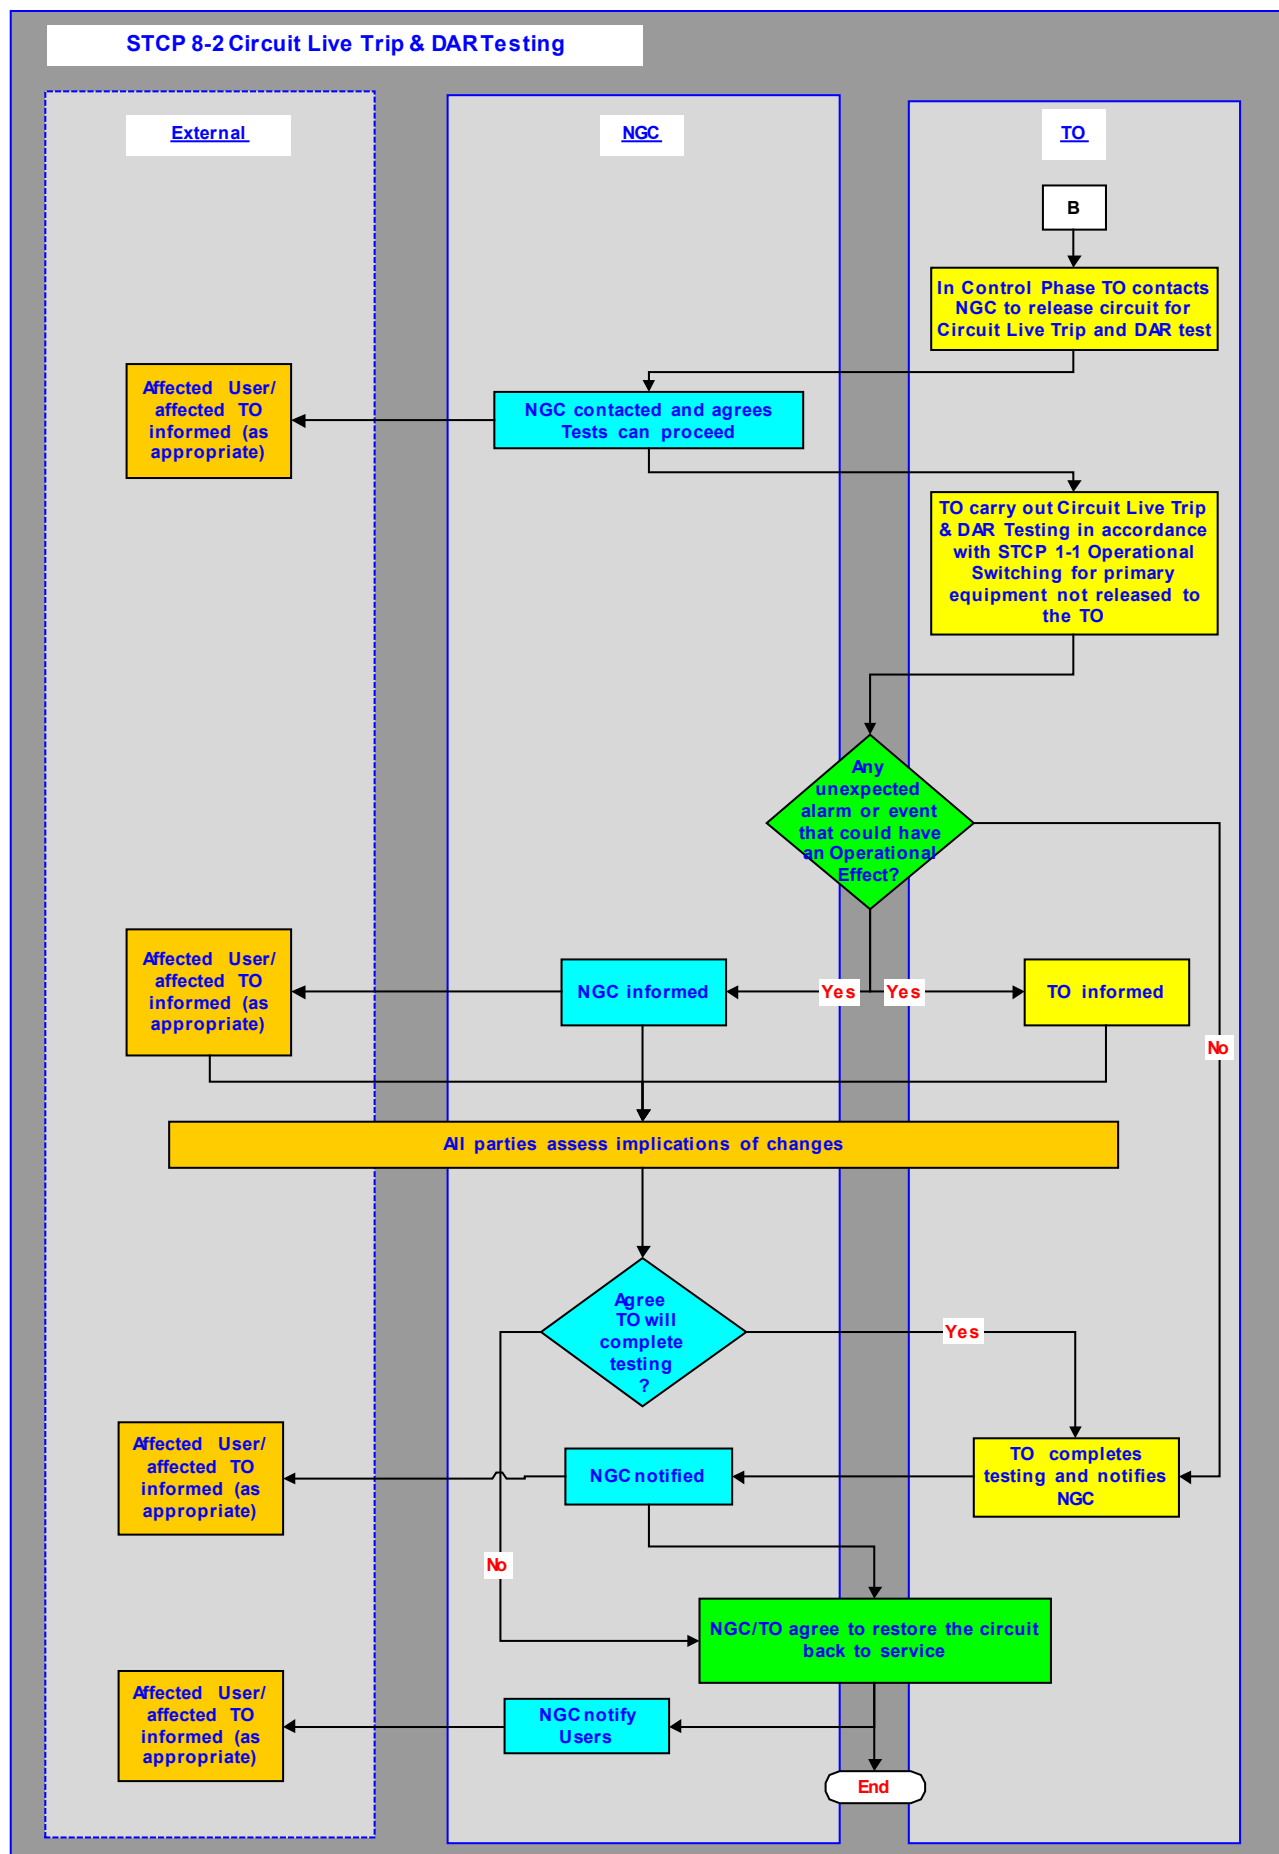 STCP 8-2 Circuit Live Trip & DAR Testing
External
NGC
TO
B
In Control Phase TO contacts
NGC to release circuit for
Circuit Live Trip and DAR test
Affected User/
affected TO
informed (as
appropriate)
NGC contacted and agrees
Tests can proceed
TO carry out Circuit Live Trip
& DAR Testing in accordance
with STCP 1-1 Operational
Switching for primary
equipment not released to
the TO
Any
unexpected
alarm or event
that could have
an Operational
Effect?
Affected User/
affected TO
informed (as
appropriate)
NGC informed
Yes
Yes
TO informed
No
All parties assess implications of changes
Agree
TO will
complete
testing
?
Yes
Affected User/
affected TO
informed (as
appropriate)
NGC notified
TO completes
testing and notifies
NGC
No
NGC/TO agree to restore the circuit
back to service
Affected User/
affected TO
informed (as
appropriate)
NGC notify
Users
End